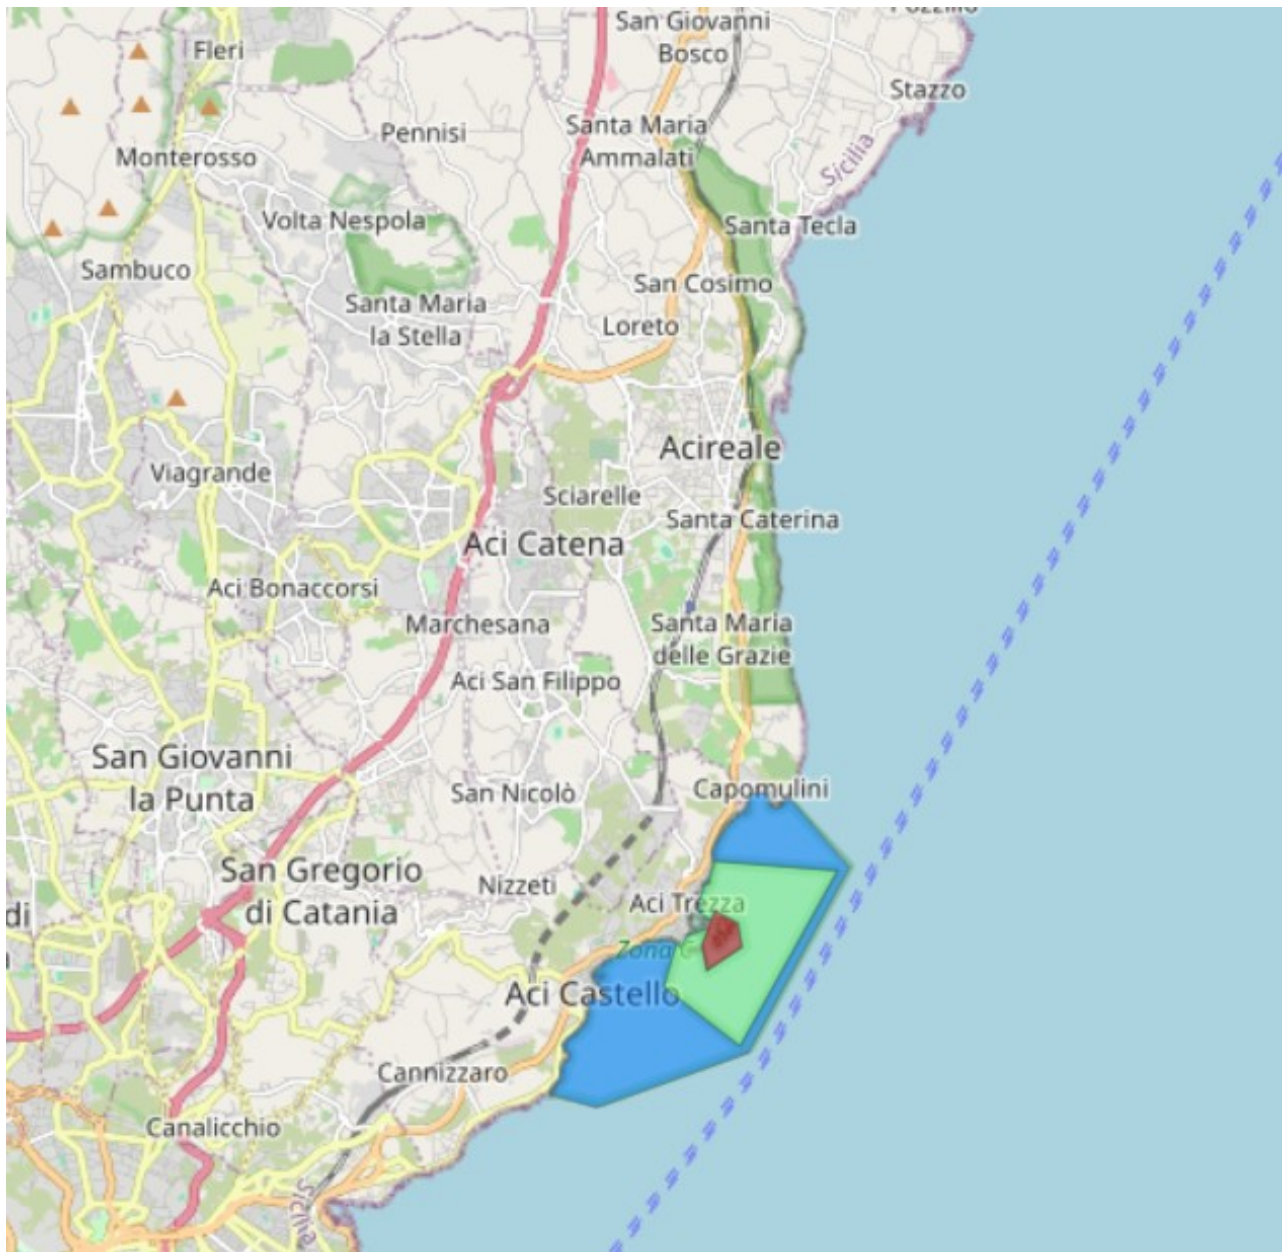 San Giovanni
Bosco
Fleri
Stazzo
Pennisi
Santa Maria
Ammalati
Sicilia
Monterosso
Volta Nespola
Santa Tecla
Sambuco
San Cosimo
Santa Maria
la Stella
Loreto
Acireale
Viagrande
Sciarelle
Santa Caterina
Aci Catena
Aci Bonaccorsi
Marchesana
Santa Maria
delle Grazie
Aci San Filippo
San Giovanni
la Punta
San Nicolò
Capomulini
San Gregorio
di Catania
Nizzeti
Aci Trezza
di
Zona C
Aci Castello
Cannizzaro
Canalicchio
Sicilia